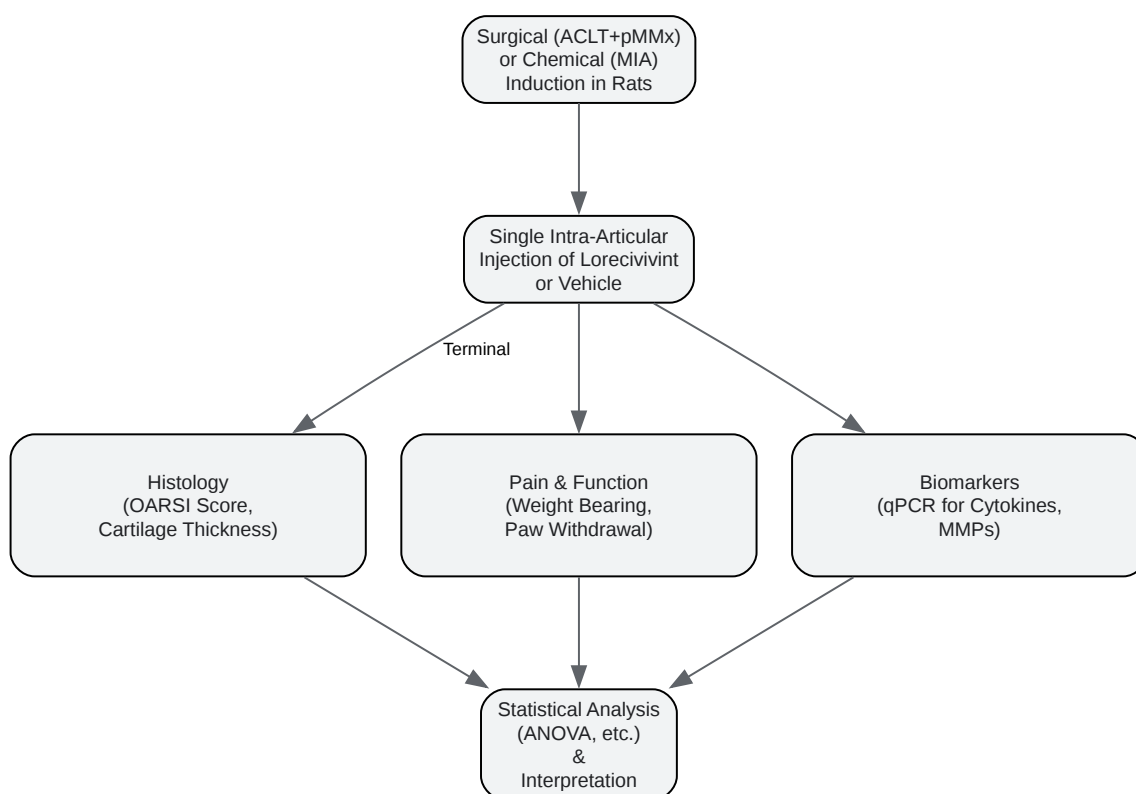 Surgical (ACLT+pMMx)
or Chemical (MIA)
Induction in Rats
Single Intra-Articular
Injection of Lorecivivint
or Vehicle
Terminal
Histology
(OARSI Score,
Cartilage Thickness)
Pain & Function
(Weight Bearing,
Paw Withdrawal)
Biomarkers
(qPCR for Cytokines,
MMPs)
Statistical Analysis
(ANOVA, etc.)
&
Interpretation